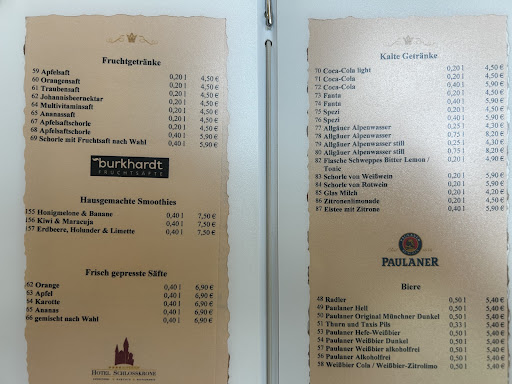 Fruchtgetränke
59 Apfelsaft 0,20 l 4,50 €
60 Orangensaft 0,20 l 4,50 €
61 Traubensaft 0,20 l 4,50 €
62 Johannisbeernektar 0,20 l 4,50 €
64 Multivitaminsaft 0,20 l 4,50 €
65 Ananassaft 0,20 l 4,50 €
67 Apfelsaftschorle 0,20 l 4,50 €
68 Apfelsaftschorle 0,40 l 5,90 €
69 Schorle mit Fruchtsaft nach Wahl 0,40 l 5,90 €
burkhardt
FRUCHTSÄFTE
Hausgemachte Smoothies
155 Honigmelone & Banane 0,40 l 7,50 €
156 Kiwi & Maracuja 0,40 l 7,50 €
157 Erdbeere, Holunder & Limette 0,40 l 7,50 €
Frisch gepresste Säfte
62 Orange 0,40 l 6,90 €
63 Apfel 0,40 l 6,90 €
64 Karotte 0,40 l 6,90 €
65 Ananas 0,40 l 6,90 €
66 gemischt nach Wahl 0,40 l 6,90 €
HOTEL SCHLOSSKRONE
Kalte Getränke
70 Coca-Cola light 0,20 l 4,50 €
71 Coca-Cola 0,20 l 4,50 €
72 Coca-Cola 0,40 l 5,90 €
73 Fanta 0,20 l 4,50 €
74 Fanta 0,40 l 5,90 €
75 Spezi 0,20 l 4,50 €
76 Spezi 0,40 l 5,90 €
77 Allgäuer Alpenwasser 0,25 l 4,30 €
78 Allgäuer Alpenwasser 0,75 l 8,20 €
79 Allgäuer Alpenwasser still 0,25 l 4,30 €
80 Allgäuer Alpenwasser still 0,75 l 8,20 €
82 Flasche Schweppes Bitter Lemon / 0,20 l 4,90 €
Tonic
83 Schorle von Weißwein 0,20 l 5,90 €
84 Schorle von Rotwein 0,20 l 5,90 €
85 Glas Milch 0,20 l
86 Zitronenlimonade 0,40 l 5,90 €
87 Eistee mit Zitrone 0,40 l 5,90 €
PAULANER
Biere
48 Radler 0,50 l 5,40 €
49 Paulaner Hell 0,50 l 5,40 €
50 Paulaner Original Münchner Dunkel 0,50 l 5,40 €
51 Thurn und Taxis Pils 0,33 l 5,40 €
53 Paulaner Hefe-Weißbier 0,50 l 5,40 €
54 Paulaner Weißbier Dunkel 0,50 l 5,40 €
57 Paulaner Weißbier alkoholfrei 0,50 l 5,40 €
56 Paulaner Alkoholfrei 0,50 l 5,40 €
58 Weißbier Cola / Weißbier-Zitrolimo 0,50 l 5,40 €